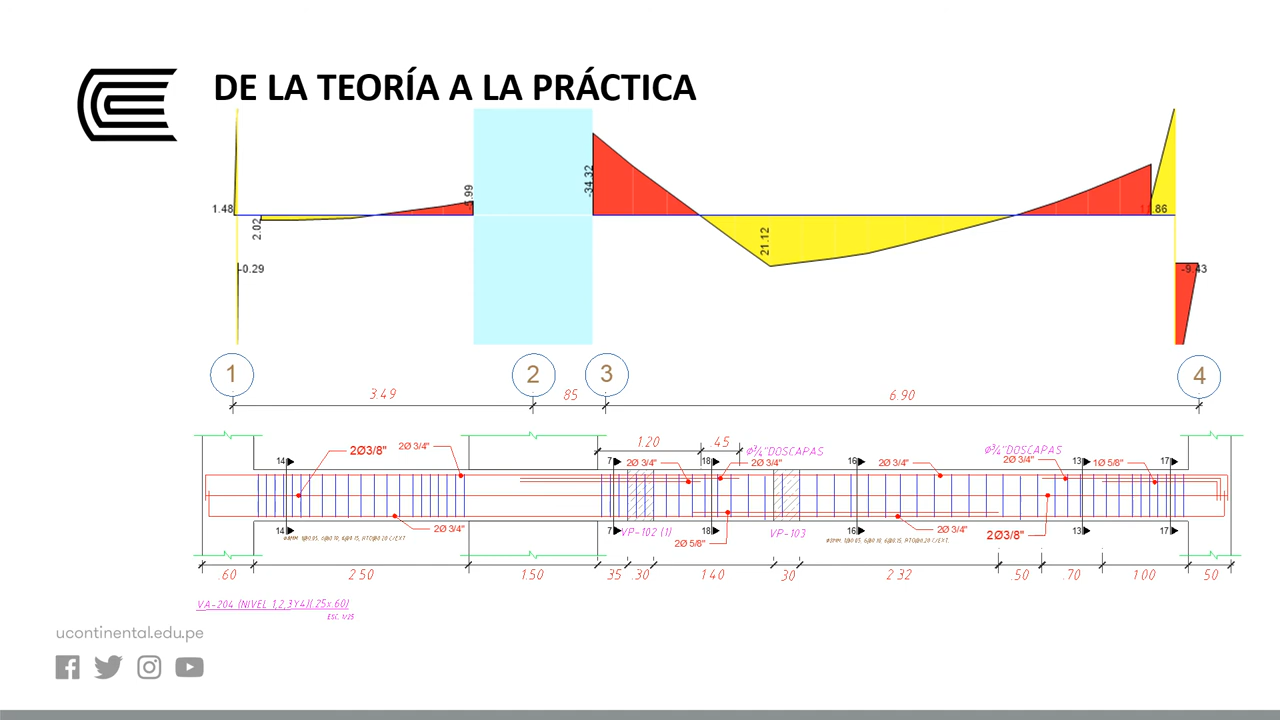 DE LA TEORÍA A LA PRÁCTICA
1.48
2.02
-0.29
-34.32
21.12
-9.43
1
2
3
4
3.49
85
6.90
1.20
.45
Ø¾"DOSCAPAS
Ø¾"DOSCAPAS
2Ø3/8"
2Ø 3/4"
2Ø 3/4"
2Ø 3/4"
2Ø 3/4"
2Ø 3/4"
1Ø 5/8"
14
7
18
16
13
17
14
7
18
16
13
17
2Ø 3/4"
VP-102 (1)
2Ø 5/8"
VP-103
2Ø 3/4"
2Ø3/8"
.60
2.50
1.50
.35
.30
1.40
.30
2.32
.50
.70
1.00
.50
VA-204 (NIVEL 1,2,3Y4)(.25x.60)
ESC. 1/25
ucontinental.edu.pe